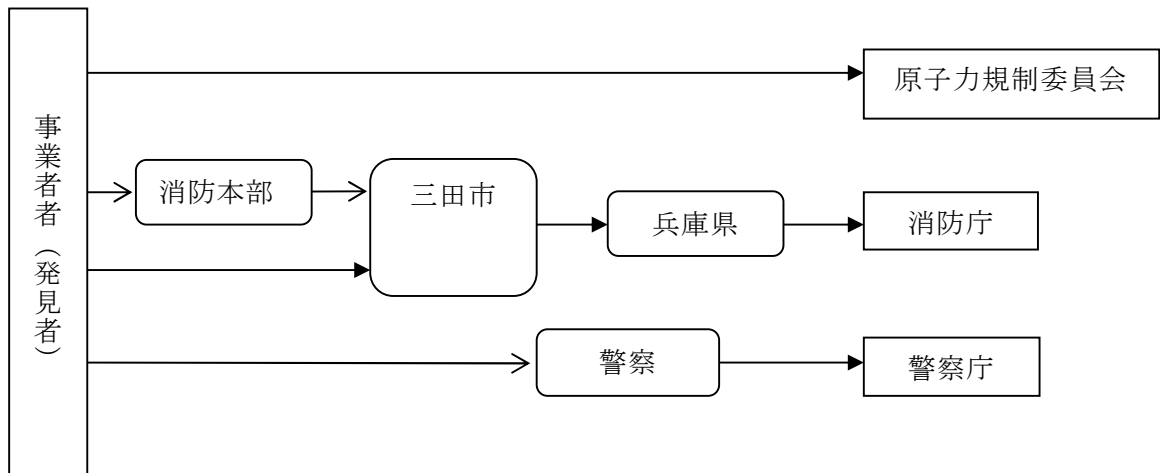 事業者者（発見者）
原子力規制委員会
消防本部
三田市
兵庫県
消防庁
警察
警察庁